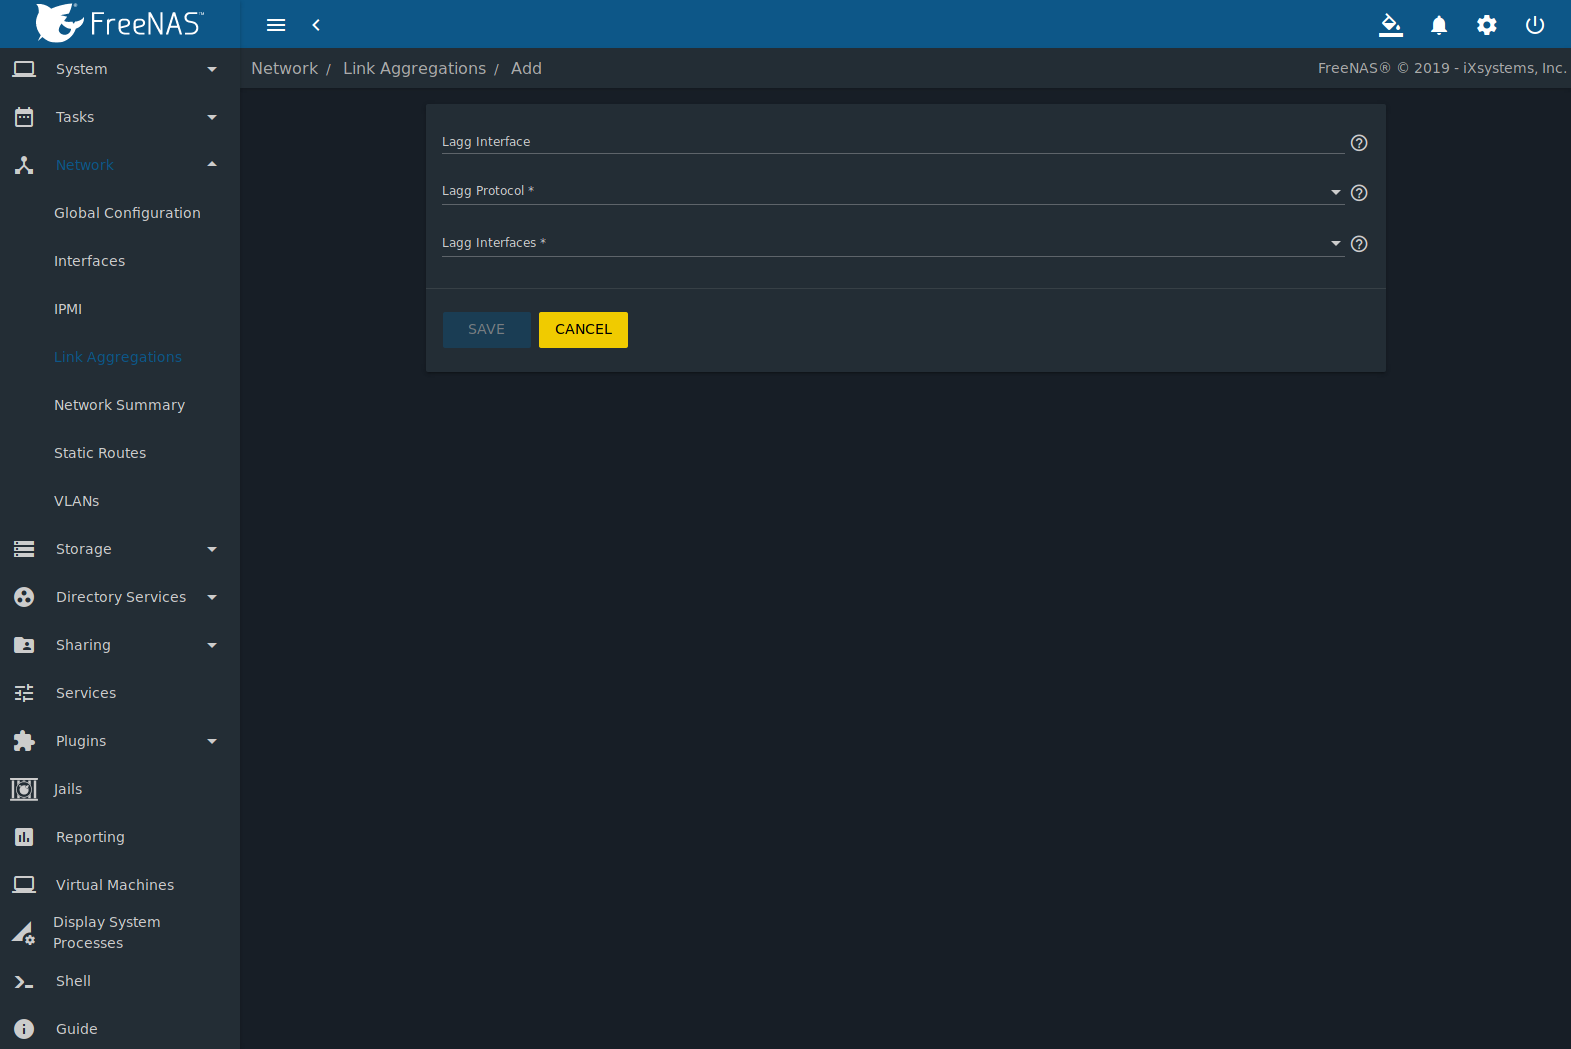 FreeNAS™
System
Tasks
Network
Global Configuration
Interfaces
IPMI
Link Aggregations
Network Summary
Static Routes
VLANs
Storage
Directory Services
Sharing
Services
Plugins
Jails
Reporting
Virtual Machines
Display System
Processes
Shell
Guide
Network / Link Aggregations / Add
FreeNAS® © 2019 - iXsystems, Inc.
Lagg Interface
Lagg Protocol *
Lagg Interfaces *
SAVE CANCEL